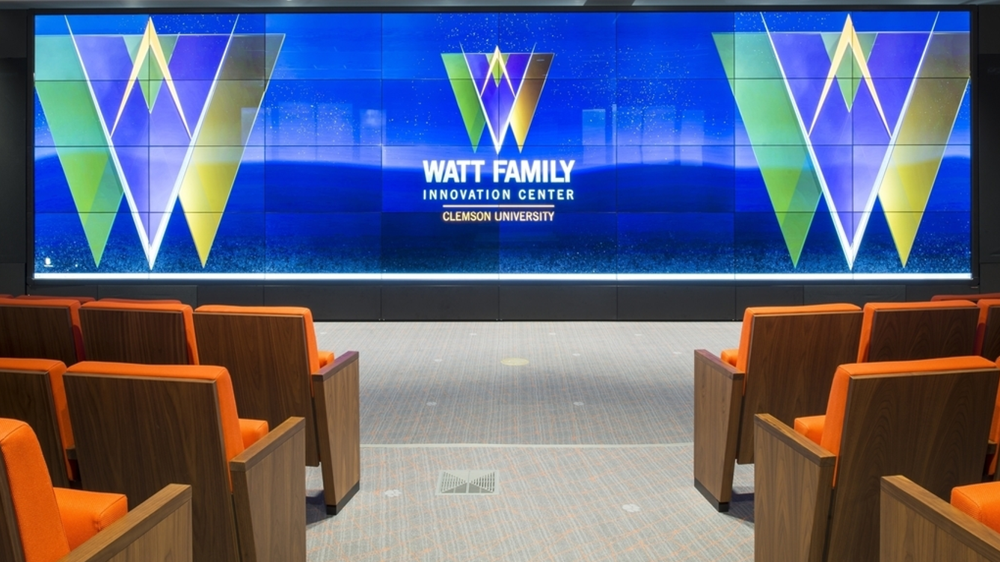 WATT FAMILY
INNOVATION CENTER
CLEMSON UNIVERSITY